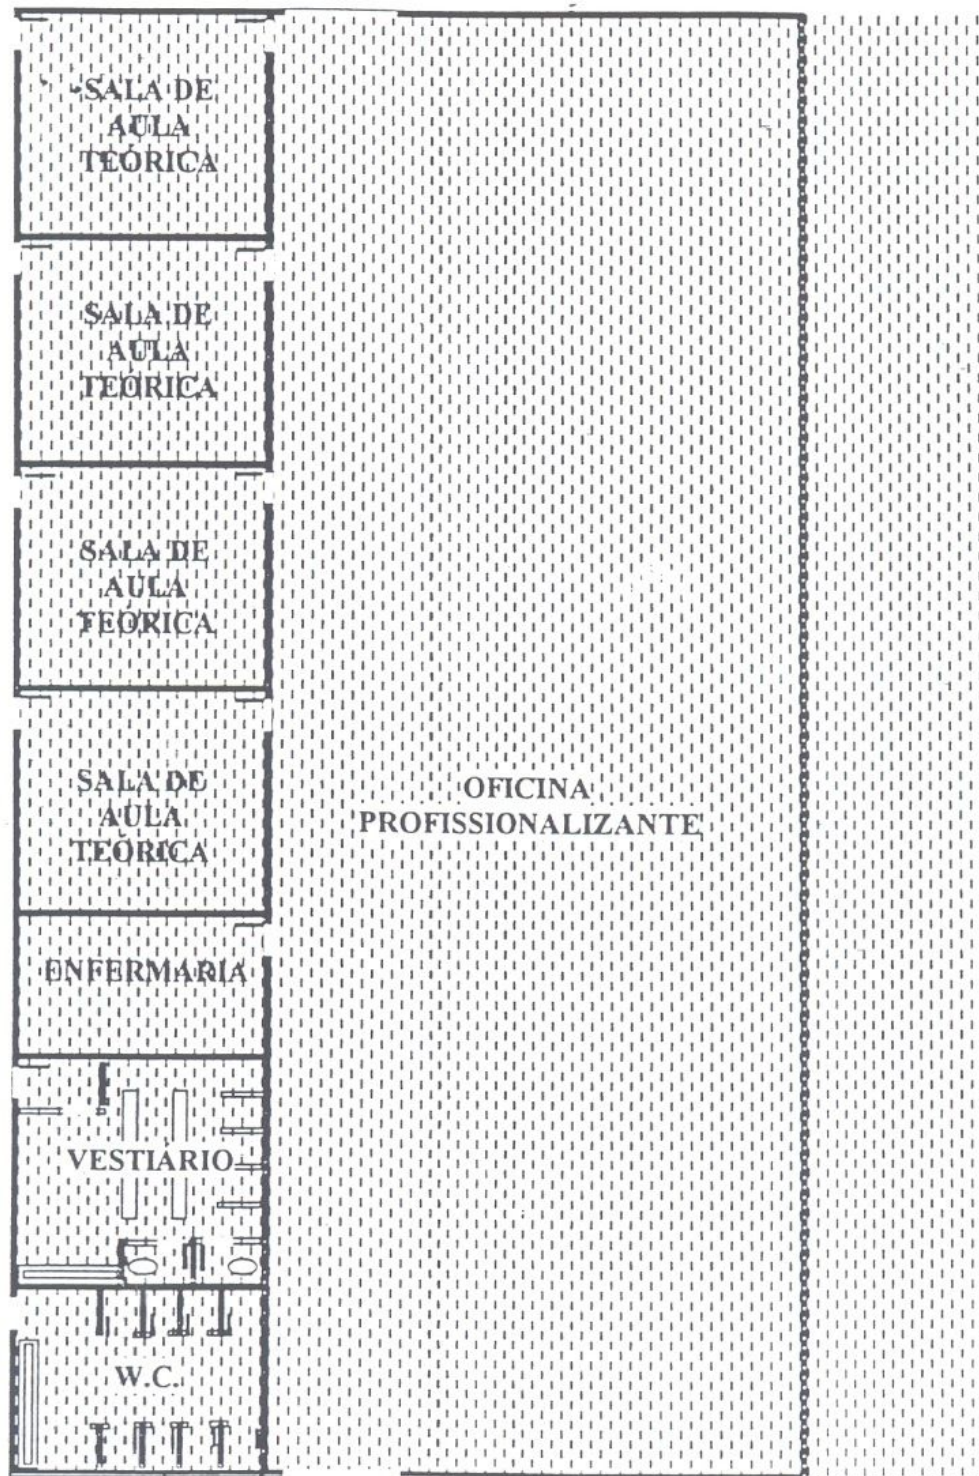 SALA DE
AULA
TEÓRICA
SALA DE
AULA
TEÓRICA
SALA DE
AULA
TEÓRICA
SALA DE
AULA
TEÓRICA
OFICINA
PROFISSIONALIZANTE
ENFERMARIA
VESTIÁRIO
W.C.